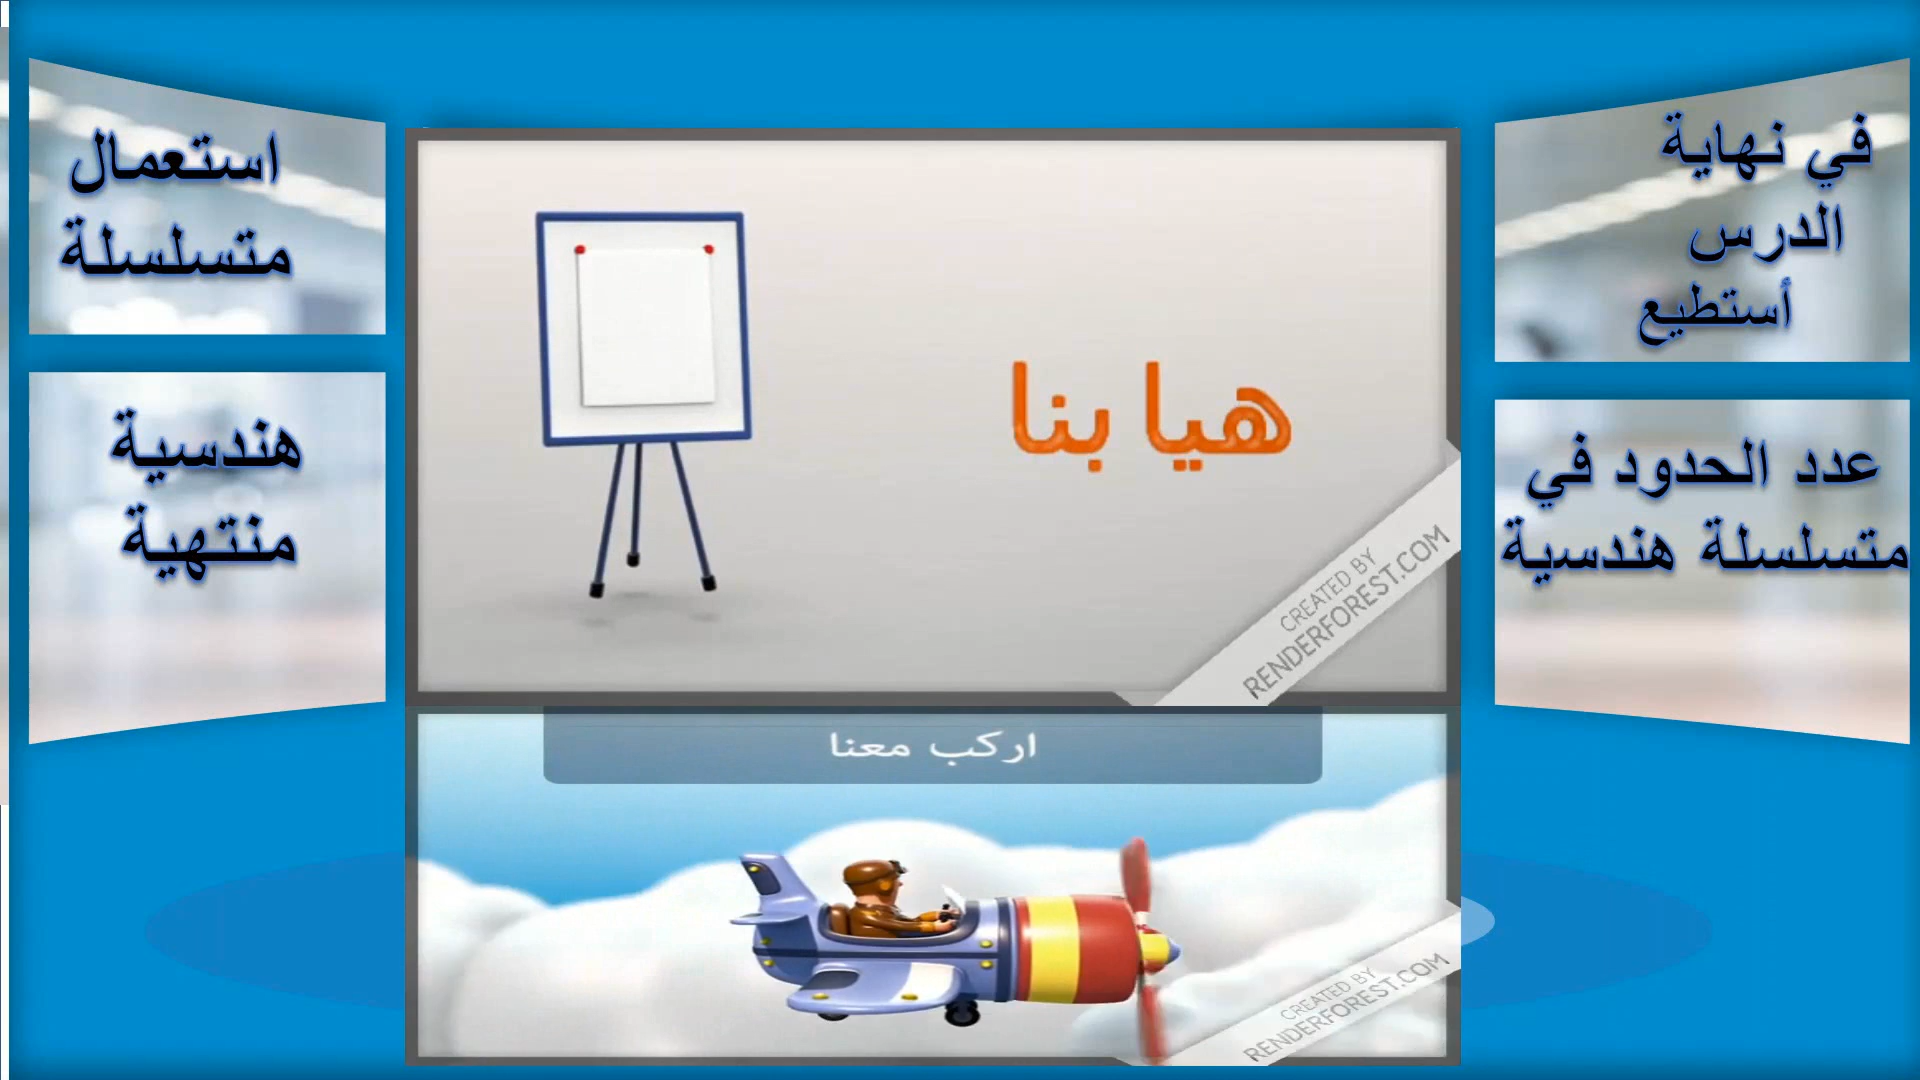 في نهاية
الدرس
أستطيع
عدد الحدود في
متسلسلة هندسية
هيا بنا
CREATED BY
RENDERFOREST.COM
اركب معنا
CREATED BY
RENDERFOREST.COM
استعمال
متسلسلة
هندسية
منتهية